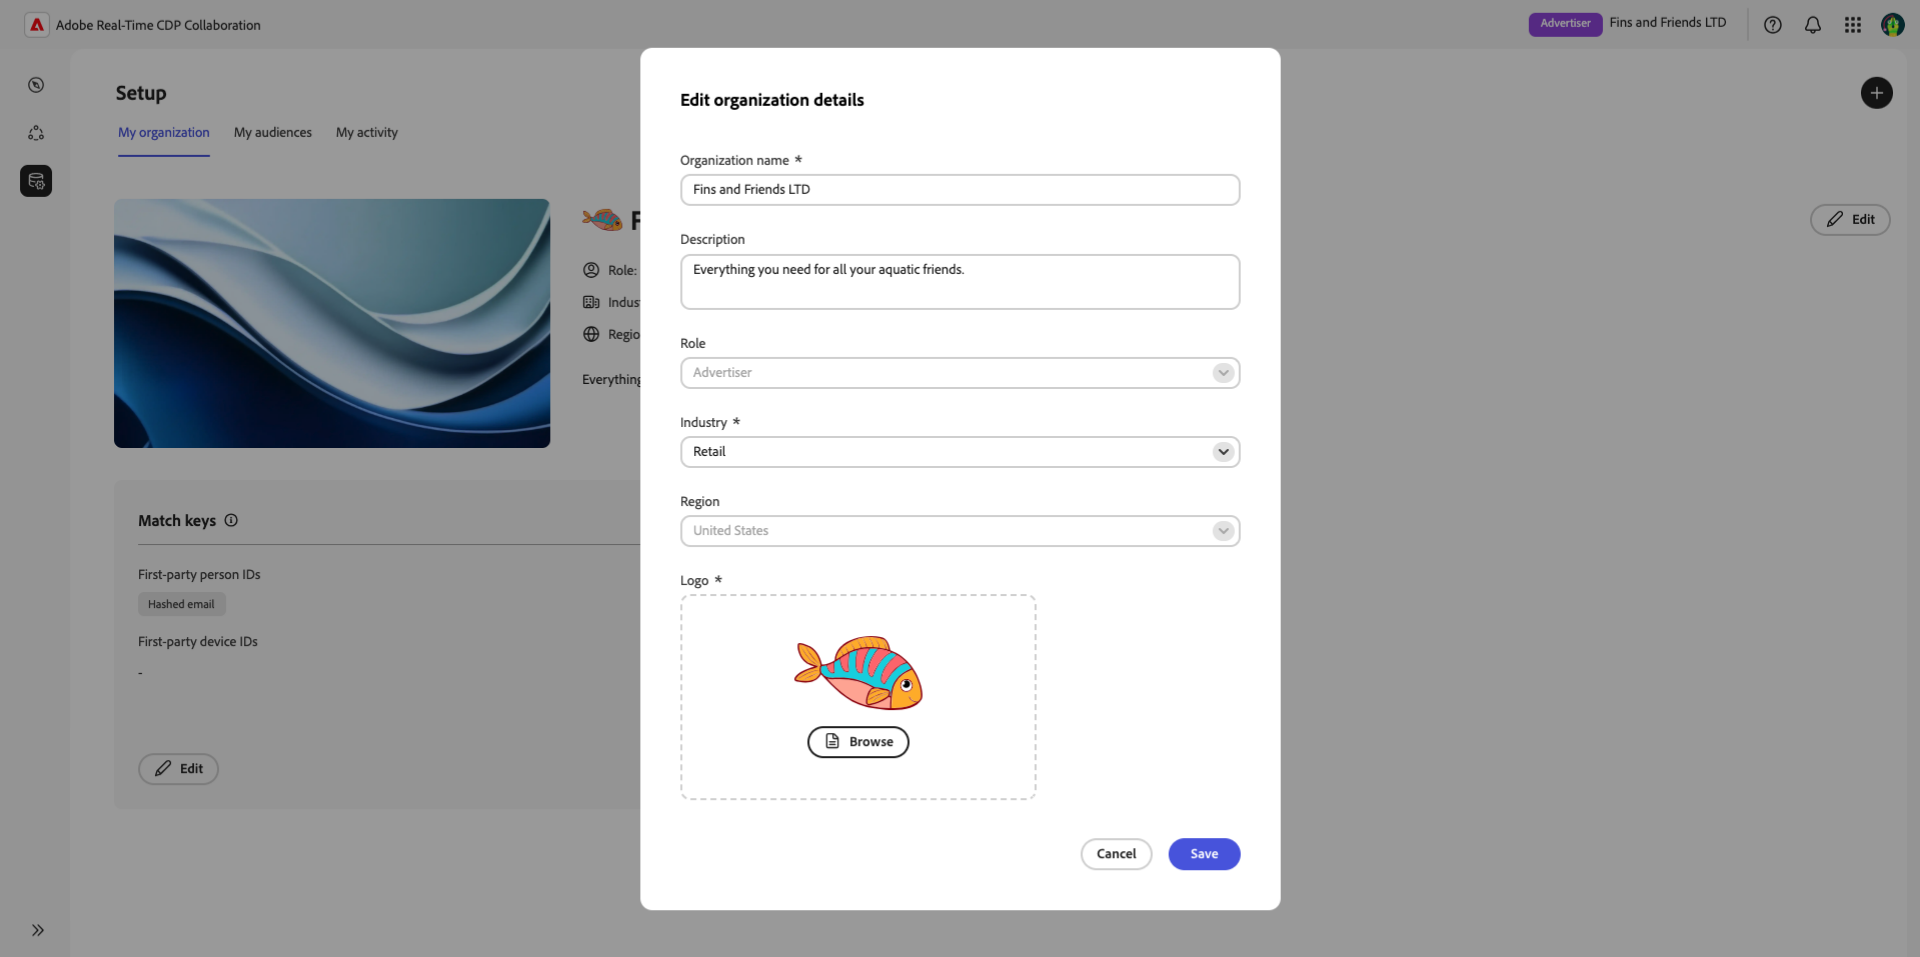 Adobe Real-Time CDP Collaboration
Advertiser
Fins and Friends LTD
Setup
My organization
My audiences
My activity
F
Role:
Indus
Regio
Everything
Edit
Match keys
First-party person IDs
Hashed email
First-party device IDs
-
Edit
Edit organization details
Organization name *
Fins and Friends LTD
Description
Everything you need for all your aquatic friends.
Role
Advertiser
Industry *
Retail
Region
United States
Logo *
Browse
Cancel
Save